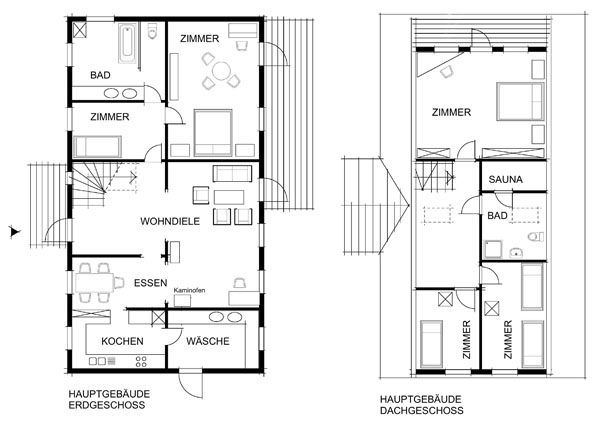 ZIMMER
BAD
ZIMMER
WOHNDIELE
ESSEN
Kaminofen
KOCHEN
WÄSCHE
HAUPTGEBÄUDE
ERDGESCHOSS
ZIMMER
SAUNA
BAD
ZIMMER
ZIMMER
HAUPTGEBÄUDE
DACHGESCHOSS